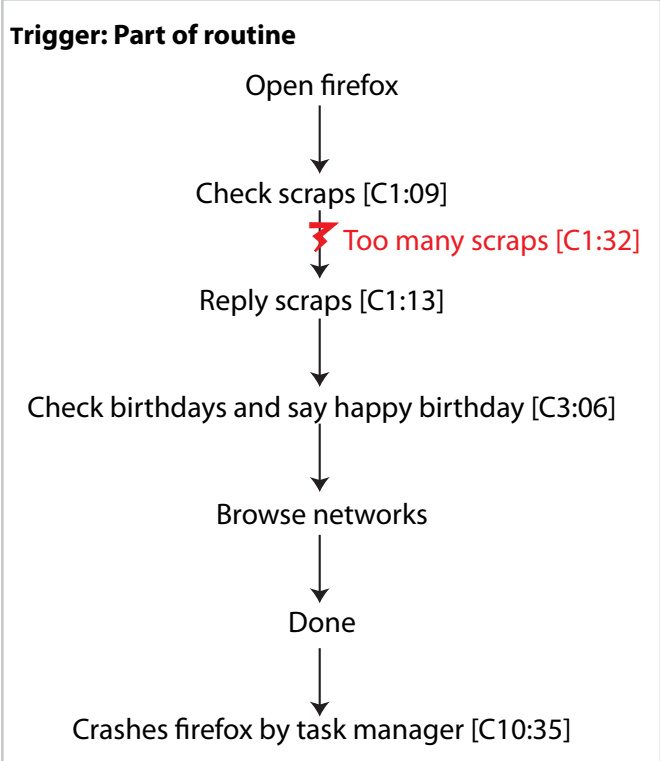 Trigger: Part of routine
Open firefox
Check scraps [C1:09]
Too many scraps [C1:32]
Reply scraps [C1:13]
Check birthdays and say happy birthday [C3:06]
Browse networks
Done
Crashes firefox by task manager [C10:35]